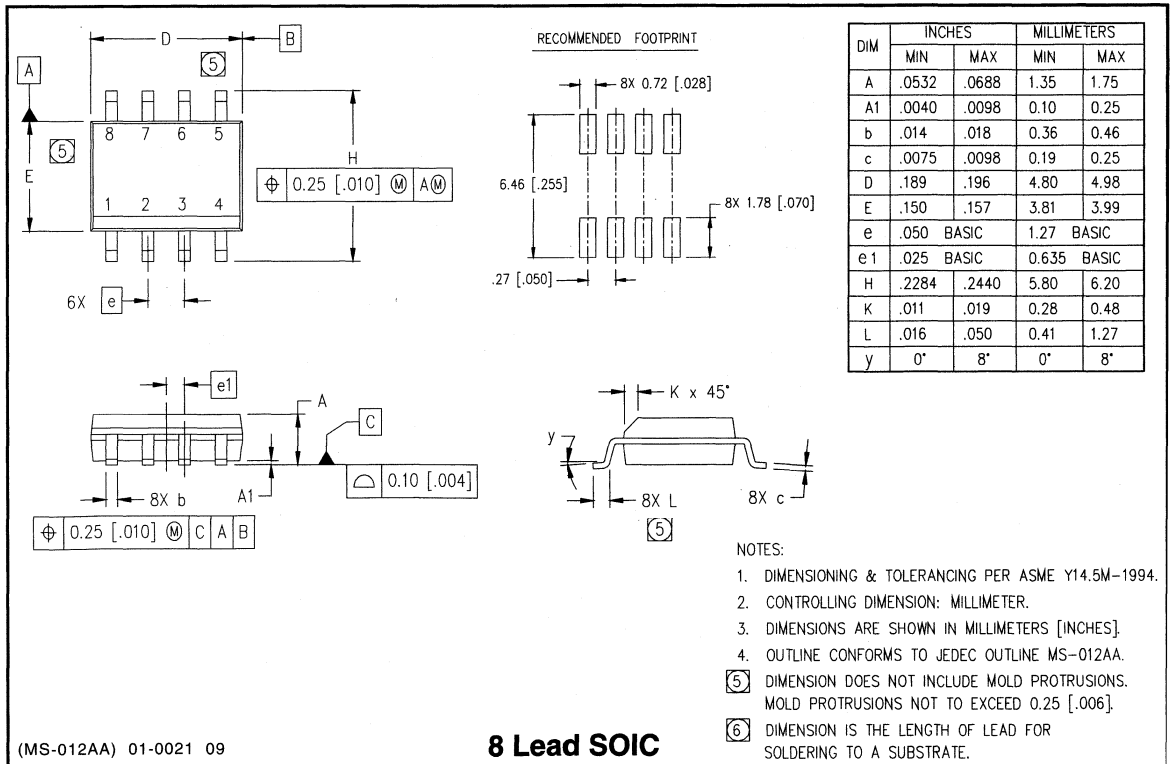 D
B
5
A
8 7 6 5
5
E
H
⌖ 0.25 [.010] Ⓜ AⓂ
1 2 3 4
6X e
RECOMMENDED FOOTPRINT
8X 0.72 [.028]
6.46 [.255]
8X 1.78 [.070]
.27 [.050]
DIM INCHES MILLIMETERS
MIN MAX MIN MAX
A .0532 .0688 1.35 1.75
A1 .0040 .0098 0.10 0.25
b .014 .018 0.36 0.46
c .0075 .0098 0.19 0.25
D .189 .196 4.80 4.98
E .150 .157 3.81 3.99
e .050 BASIC 1.27 BASIC
e1 .025 BASIC 0.635 BASIC
H .2284 .2440 5.80 6.20
K .011 .019 0.28 0.48
L .016 .050 0.41 1.27
y 0° 8° 0° 8°
e1
A
C
⌓ 0.10 [.004]
8X b
A1
⌖ 0.25 [.010] Ⓜ C A B
K x 45°
y
8X L
8X c
5
NOTES:
1. DIMENSIONING & TOLERANCING PER ASME Y14.5M-1994.
2. CONTROLLING DIMENSION: MILLIMETER.
3. DIMENSIONS ARE SHOWN IN MILLIMETERS [INCHES].
4. OUTLINE CONFORMS TO JEDEC OUTLINE MS-012AA.
5 DIMENSION DOES NOT INCLUDE MOLD PROTRUSIONS.
MOLD PROTRUSIONS NOT TO EXCEED 0.25 [.006].
6 DIMENSION IS THE LENGTH OF LEAD FOR
SOLDERING TO A SUBSTRATE.
(MS-012AA) 01-0021 09
8 Lead SOIC